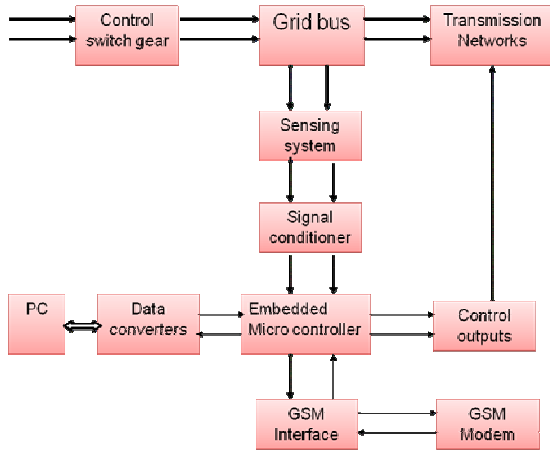 Control
switch gear
Grid bus
Transmission
Networks
Sensing
system
Signal
conditioner
PC
Data
converters
Embedded
Micro controller
Control
outputs
GSM
Interface
GSM
Modem